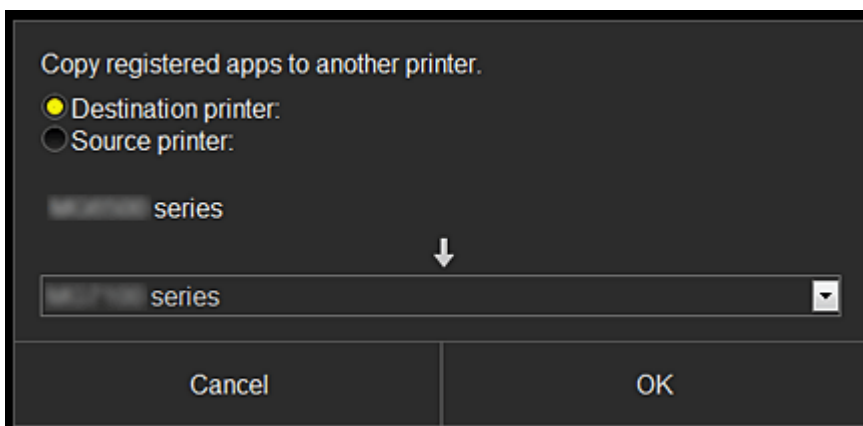 Copy registered apps to another printer.
Destination printer:
Source printer:
series
series
Cancel
OK